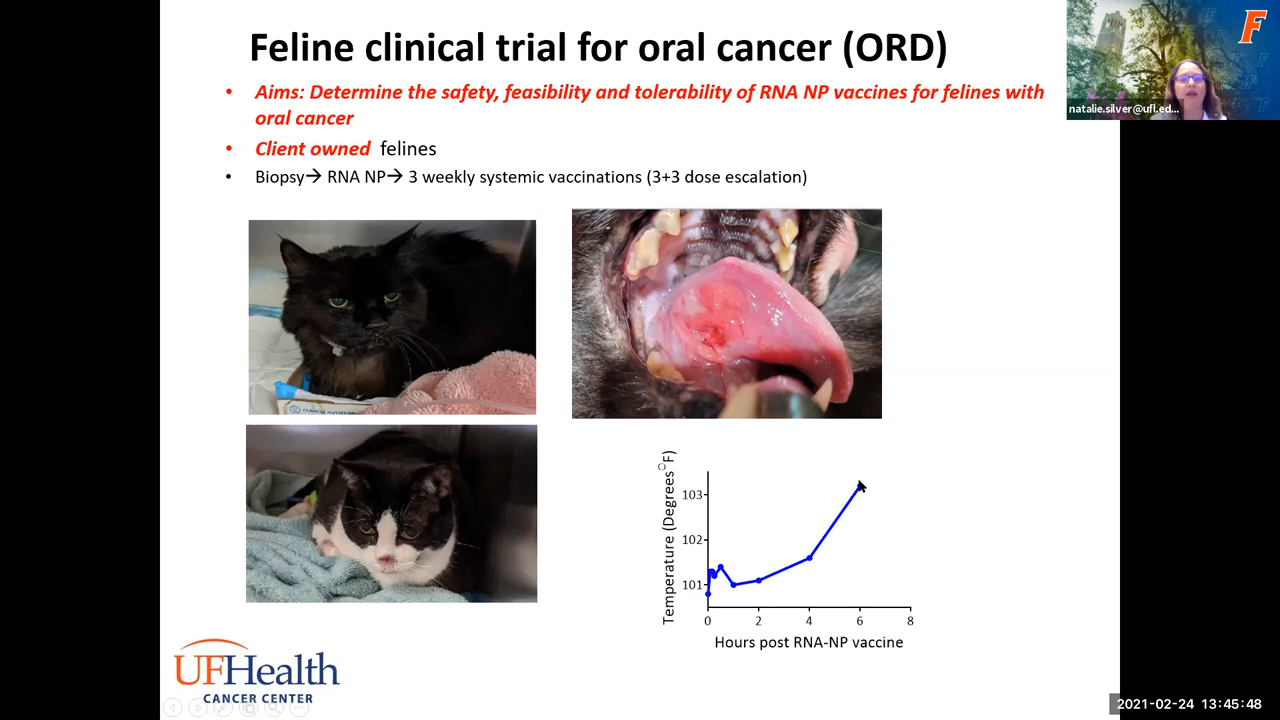 Feline clinical trial for oral cancer (ORD)
• Aims: Determine the safety, feasibility and tolerability of RNA NP vaccines for felines with
oral cancer
• Client owned felines
• Biopsy→ RNA NP→ 3 weekly systemic vaccinations (3+3 dose escalation)
F
natalie.silver@ufl.ed...
Temperature (Degrees°F)
103
102
101
0 2 4 6 8
Hours post RNA-NP vaccine
UFHealth
CANCER CENTER
2021-02-24 13:45:48